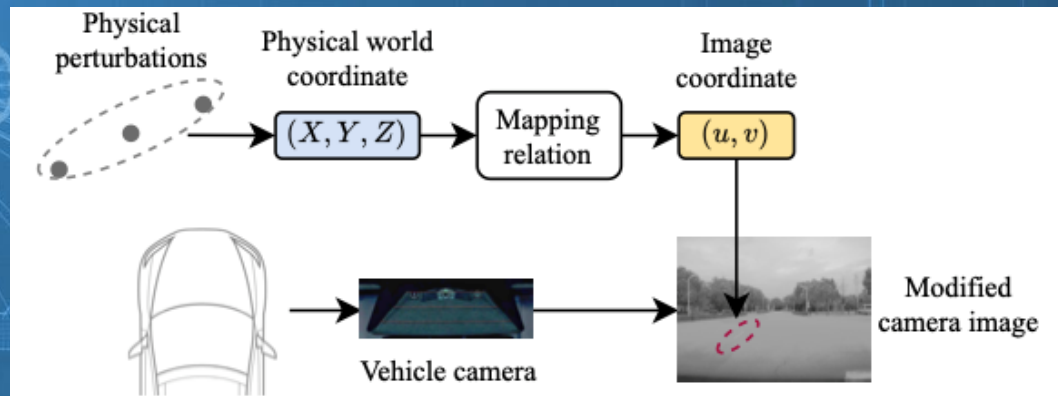 Physical
perturbations
Physical world
coordinate
Image
coordinate
(X, Y, Z)
Mapping
relation
(u, v)
Vehicle camera
Modified
camera image